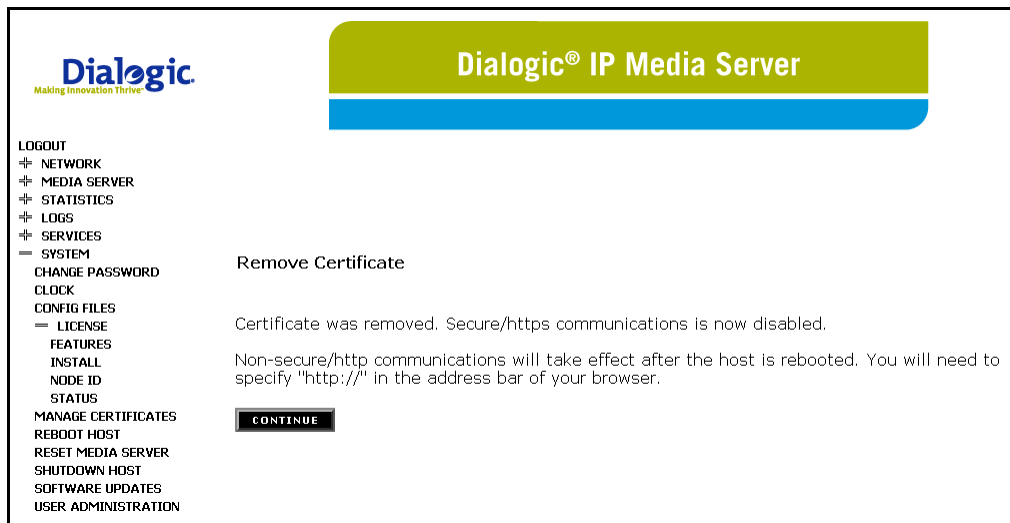 Dialogic.
Making Innovation Thrive™
Dialogic® IP Media Server
LOGOUT
NETWORK
MEDIA SERVER
STATISTICS
LOGS
SERVICES
SYSTEM
CHANGE PASSWORD
CLOCK
CONFIG FILES
LICENSE
FEATURES
INSTALL
NODE ID
STATUS
MANAGE CERTIFICATES
REBOOT HOST
RESET MEDIA SERVER
SHUTDOWN HOST
SOFTWARE UPDATES
USER ADMINISTRATION
Remove Certificate
Certificate was removed. Secure/https communications is now disabled.
Non-secure/http communications will take effect after the host is rebooted. You will need to
specify "http://" in the address bar of your browser.
CONTINUE